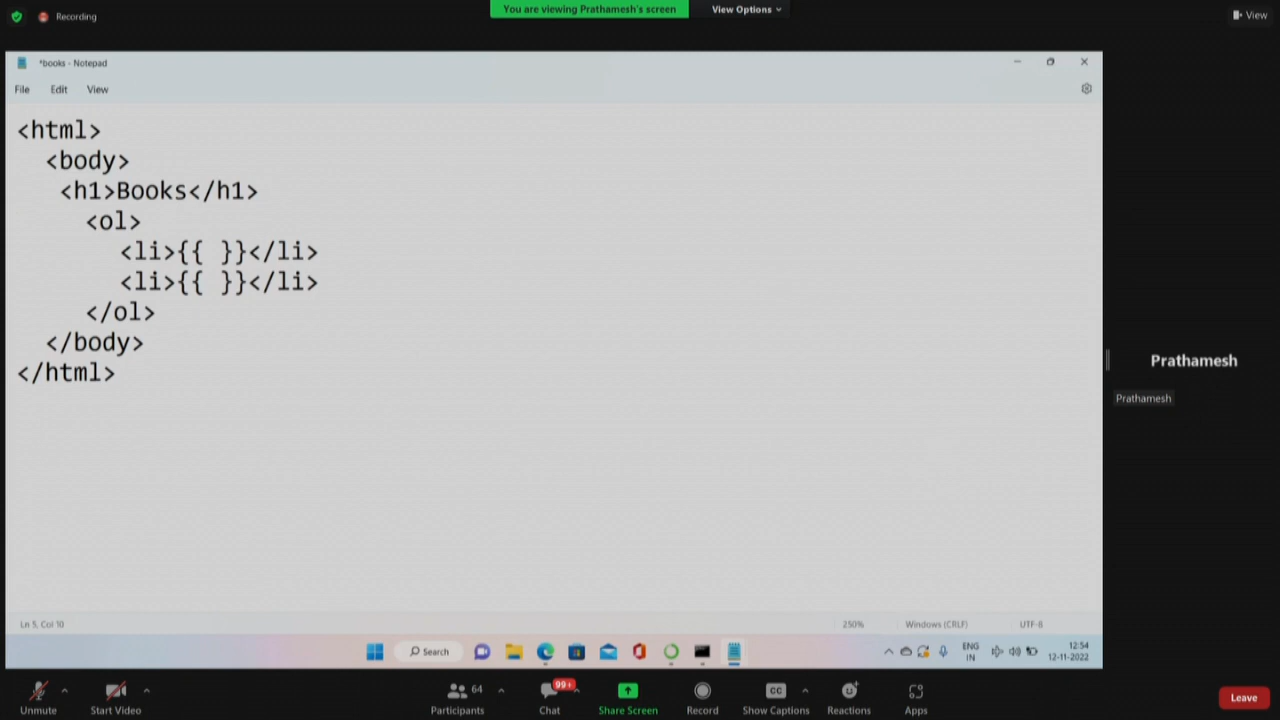 Recording
You are viewing Prathamesh's screen
View Options
View
*books - Notepad
File Edit View
<html>
<body>
<h1>Books</h1>
<ol>
<li>{{ }}</li>
<li>{{ }}</li>
</ol>
</body>
</html>
Prathamesh
Prathamesh
Ln 5, Col 10
250%
Windows (CRLF)
UTF-8
Search
ENG
IN
12:54
12-11-2022
Unmute
Start Video
64
Participants
99+
Chat
Share Screen
Record
CC
Show Captions
Reactions
Apps
Leave